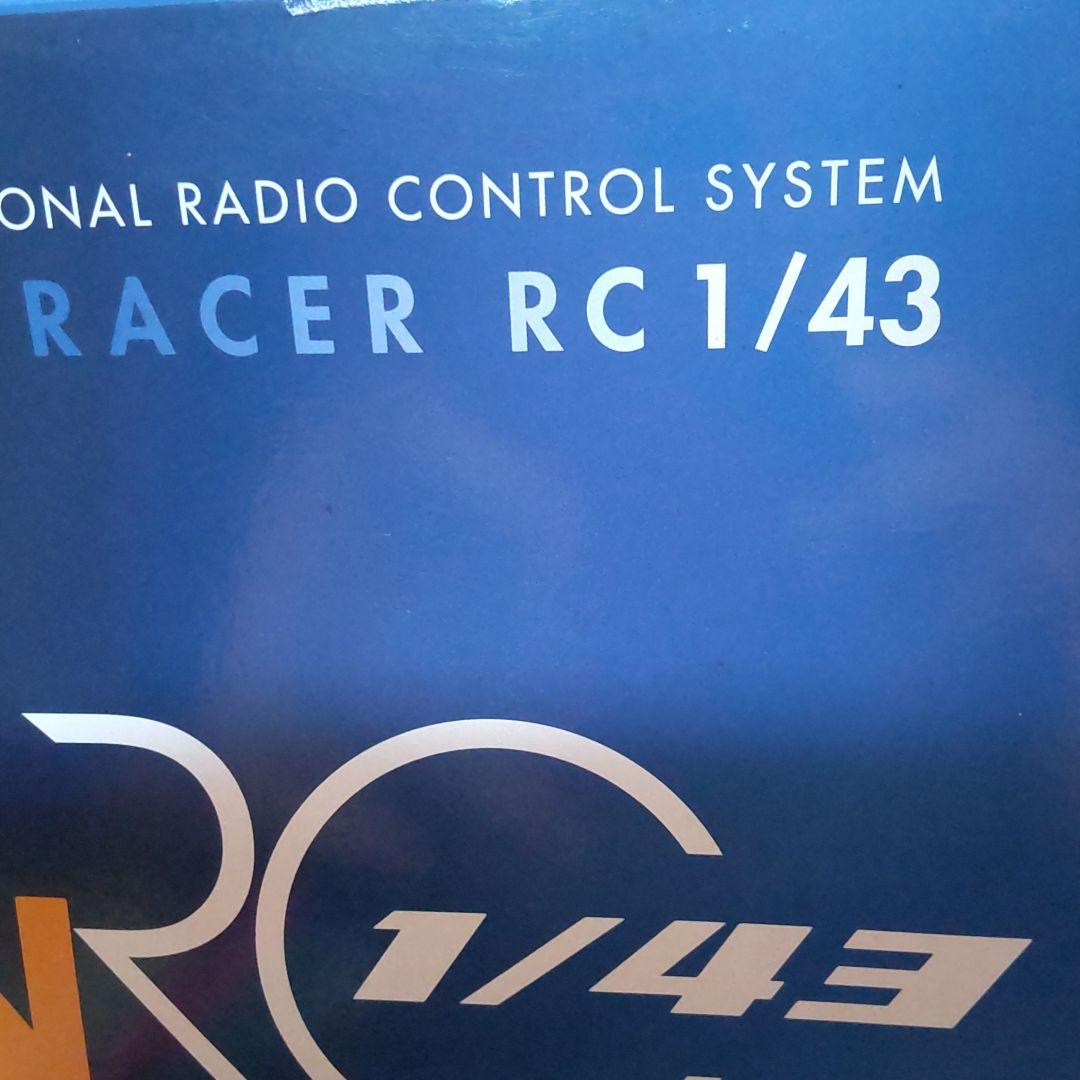 ONAL RADIO CONTROL SYSTEM
RACER RC 1/43
RC 1/43